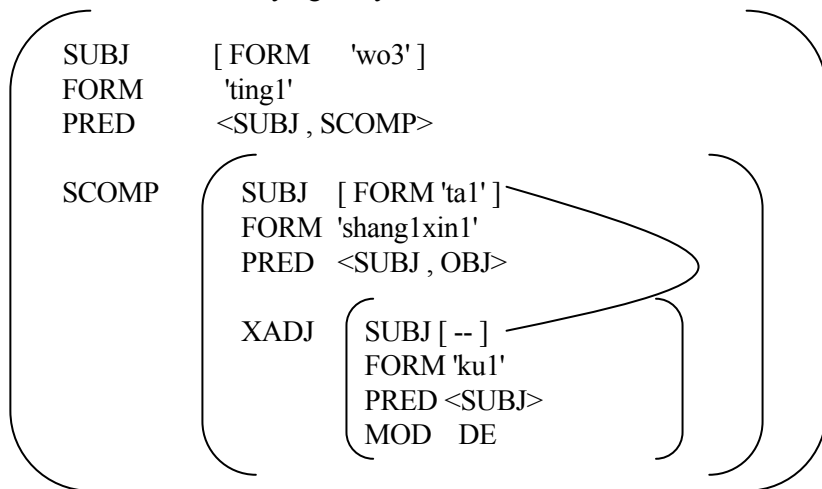 SUBJ [ FORM 'wo3' ]
FORM 'ting1'
PRED <SUBJ , SCOMP>
SCOMP SUBJ [ FORM 'ta1' ]
FORM 'shang1xin1'
PRED <SUBJ , OBJ>
XADJ SUBJ [ -- ]
FORM 'ku1'
PRED <SUBJ>
MOD DE